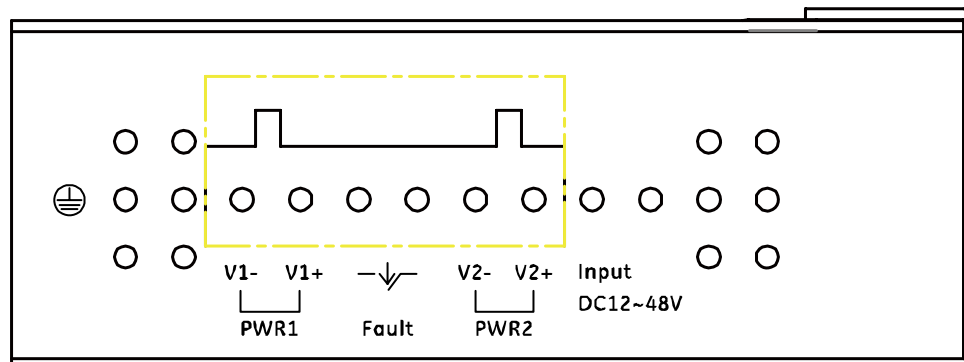 V1- V1+ V2- V2+ Input
DC12~48V
PWR1 Fault PWR2